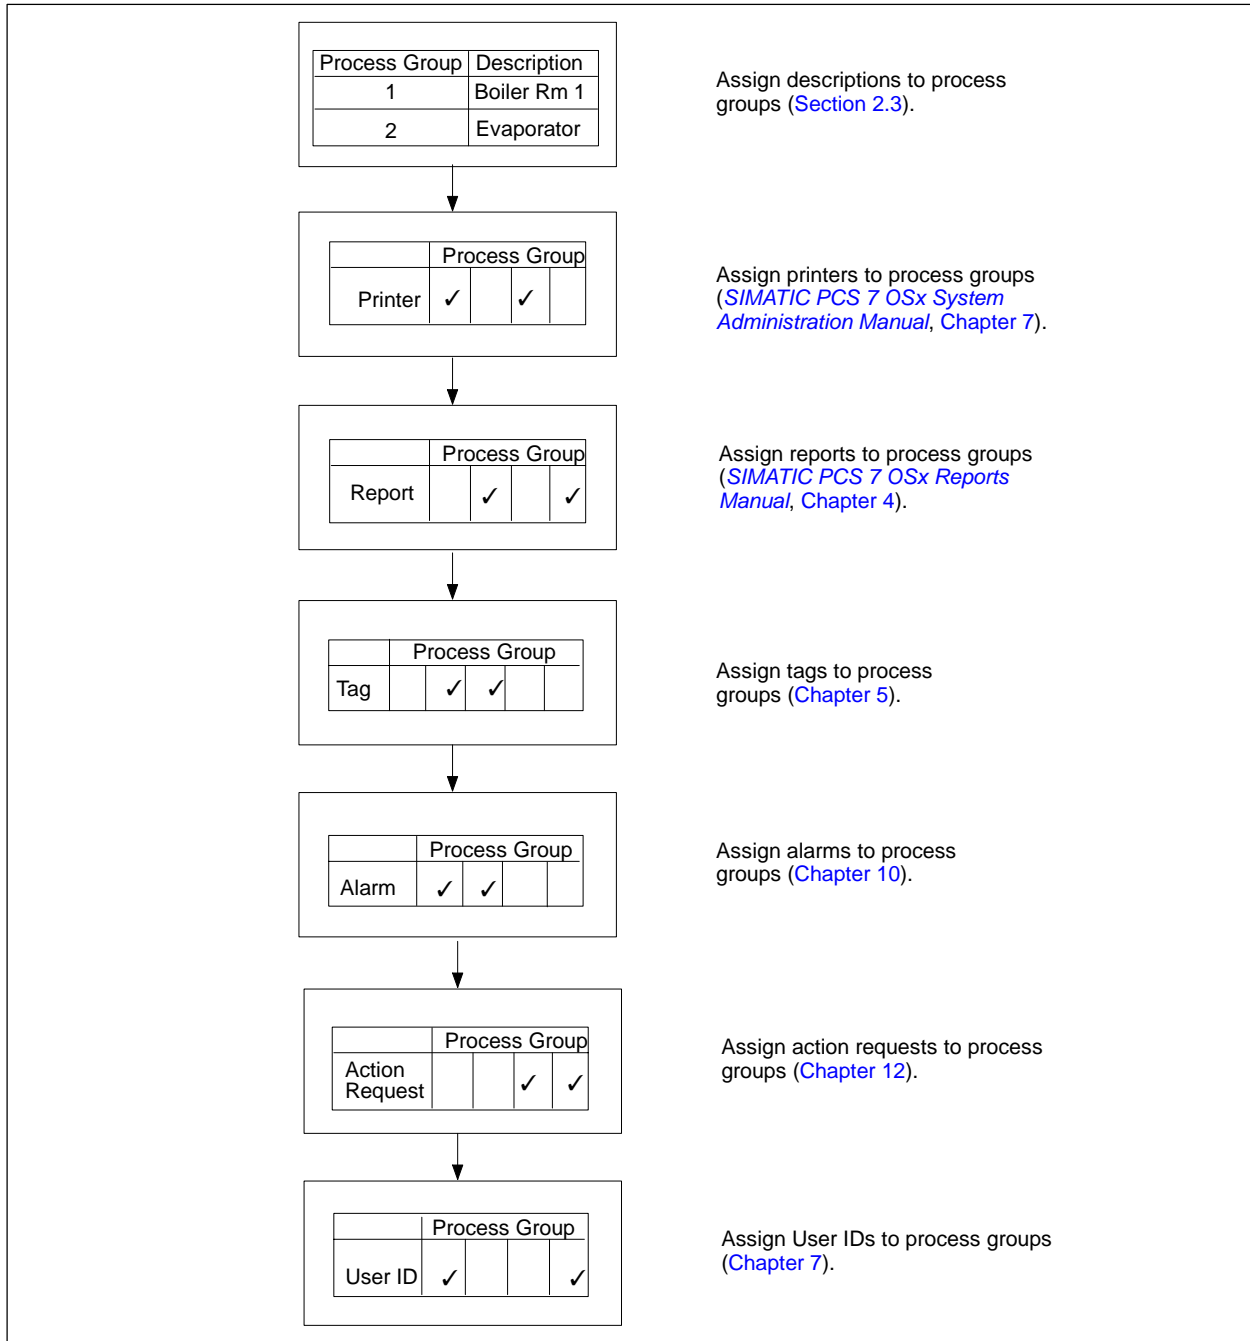 Process Group Description
1 Boiler Rm 1
2 Evaporator
Assign descriptions to process
groups (Section 2.3).
Process Group
Printer ✓ ✓
Assign printers to process groups
(SIMATIC PCS 7 OSx System
Administration Manual, Chapter 7).
Process Group
Report ✓ ✓
Assign reports to process groups
(SIMATIC PCS 7 OSx Reports
Manual, Chapter 4).
Process Group
Tag ✓ ✓
Assign tags to process
groups (Chapter 5).
Process Group
Alarm ✓ ✓
Assign alarms to process
groups (Chapter 10).
Process Group
Action
Request ✓ ✓
Assign action requests to process
groups (Chapter 12).
Process Group
User ID ✓ ✓
Assign User IDs to process groups
(Chapter 7).